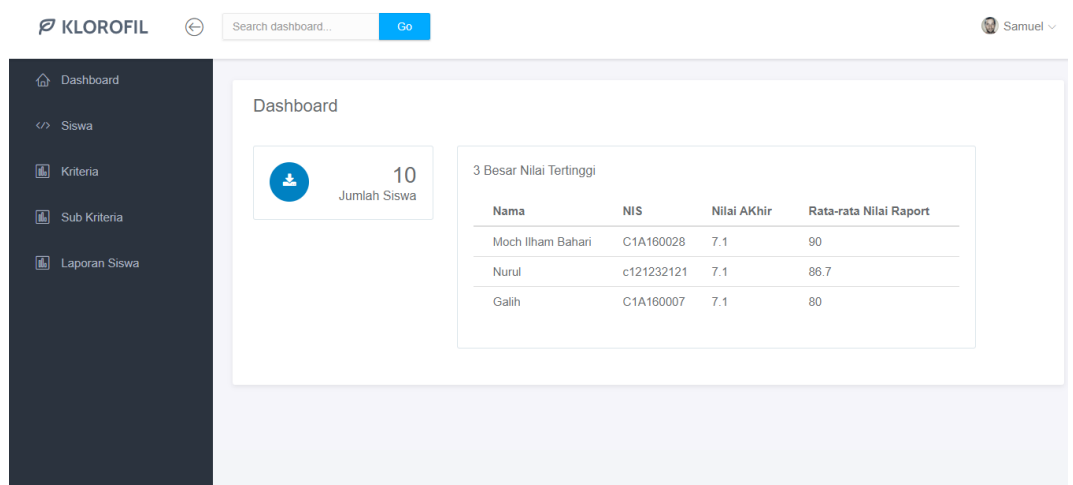 KLOROFIL
Search dashboard...
Go
Samuel
Dashboard
</> Siswa
Kriteria
Sub Kriteria
Laporan Siswa
Dashboard
10
Jumlah Siswa
3 Besar Nilai Tertinggi
Nama NIS Nilai AKhir Rata-rata Nilai Raport
Moch Ilham Bahari C1A160028 7.1 90
Nurul c121232121 7.1 86.7
Galih C1A160007 7.1 80